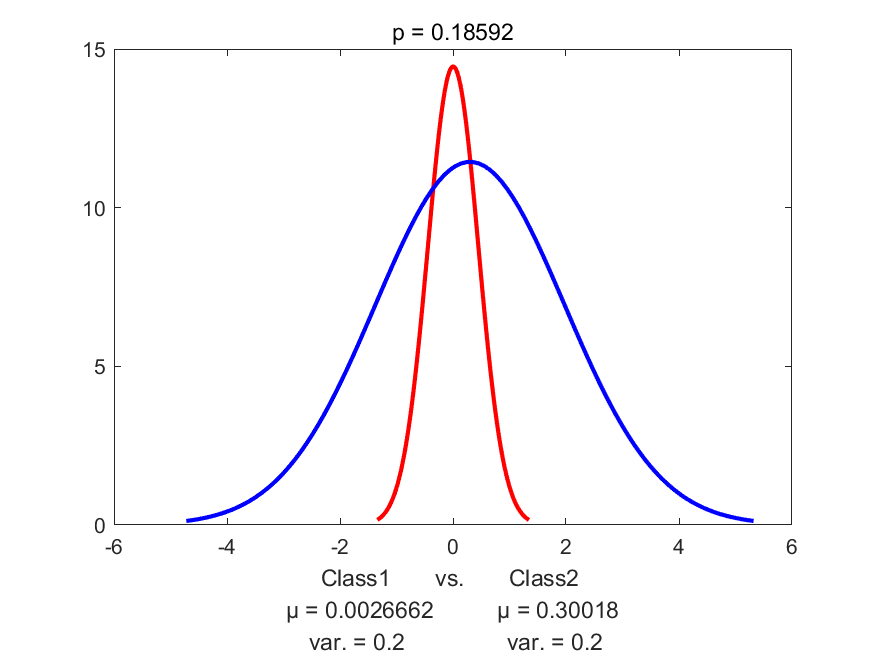 p = 0.18592
15
10
5
0
-6 -4 -2 0 2 4 6
Class1 vs. Class2
μ = 0.0026662 μ = 0.30018
var. = 0.2 var. = 0.2